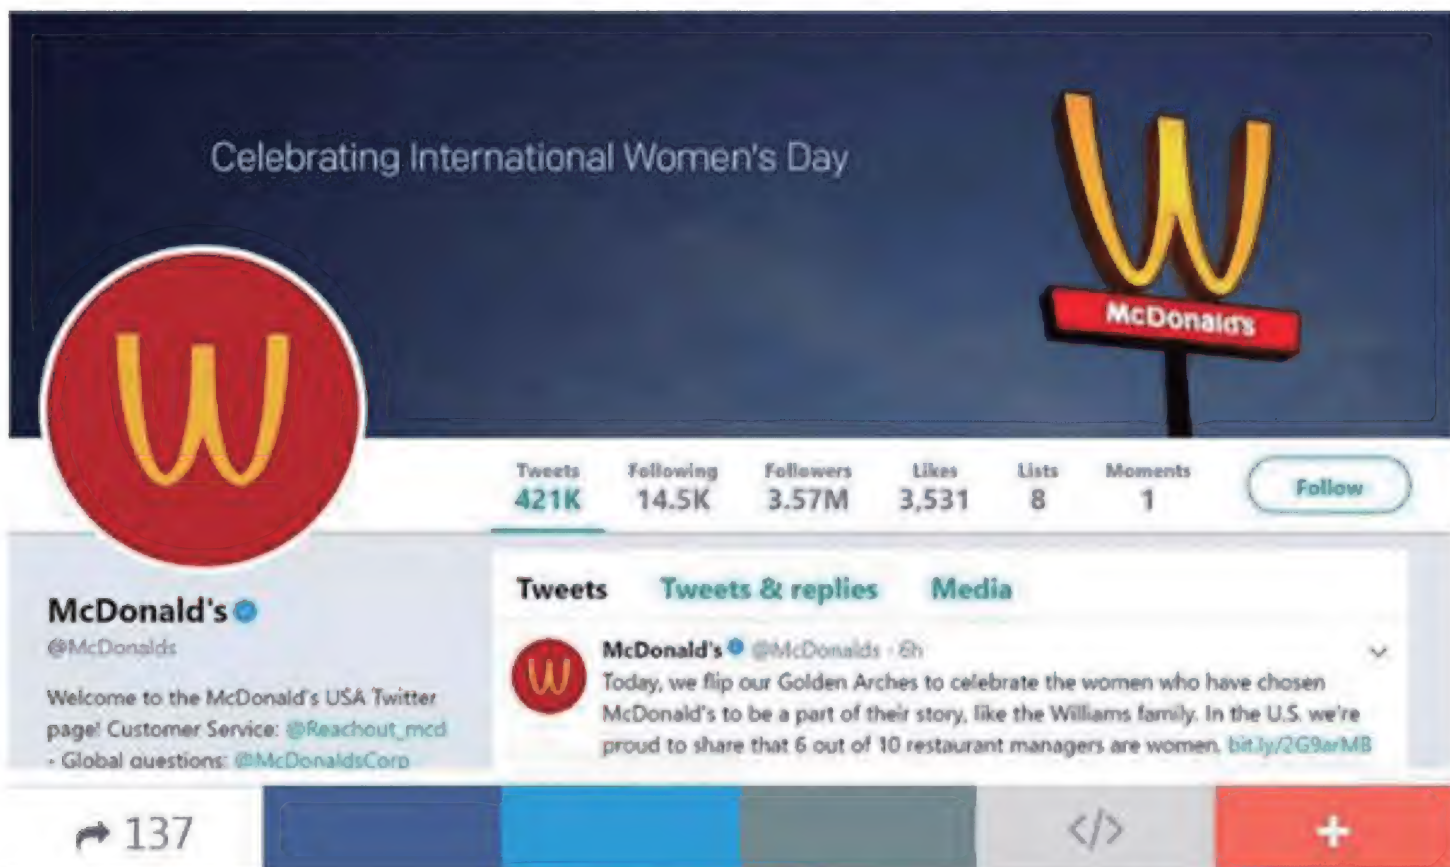 Celebrating International Women's Day
McDonald's
Tweets
421K
Following
14.5K
Followers
3.57M
Likes
3,531
Lists
8
Moments
1
Follow
McDonald's
@McDonalds
Welcome to the McDonald's USA Twitter
page! Customer Service: @Reachout_mcd
- Global questions: @McDonaldsCorp
Tweets Tweets & replies Media
McDonald's @McDonalds · 6h
Today, we flip our Golden Arches to celebrate the women who have chosen
McDonald's to be a part of their story, like the Williams family. In the U.S. we're
proud to share that 6 out of 10 restaurant managers are women. bit.ly/2G9arMB
137
</>
+